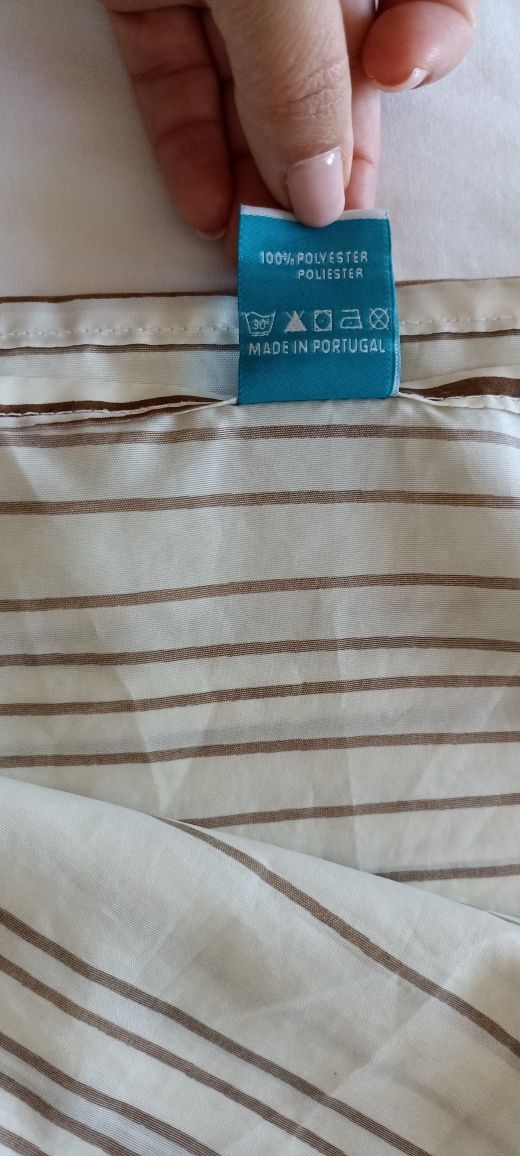 100% POLYESTER
POLIESTER
30°
MADE IN PORTUGAL